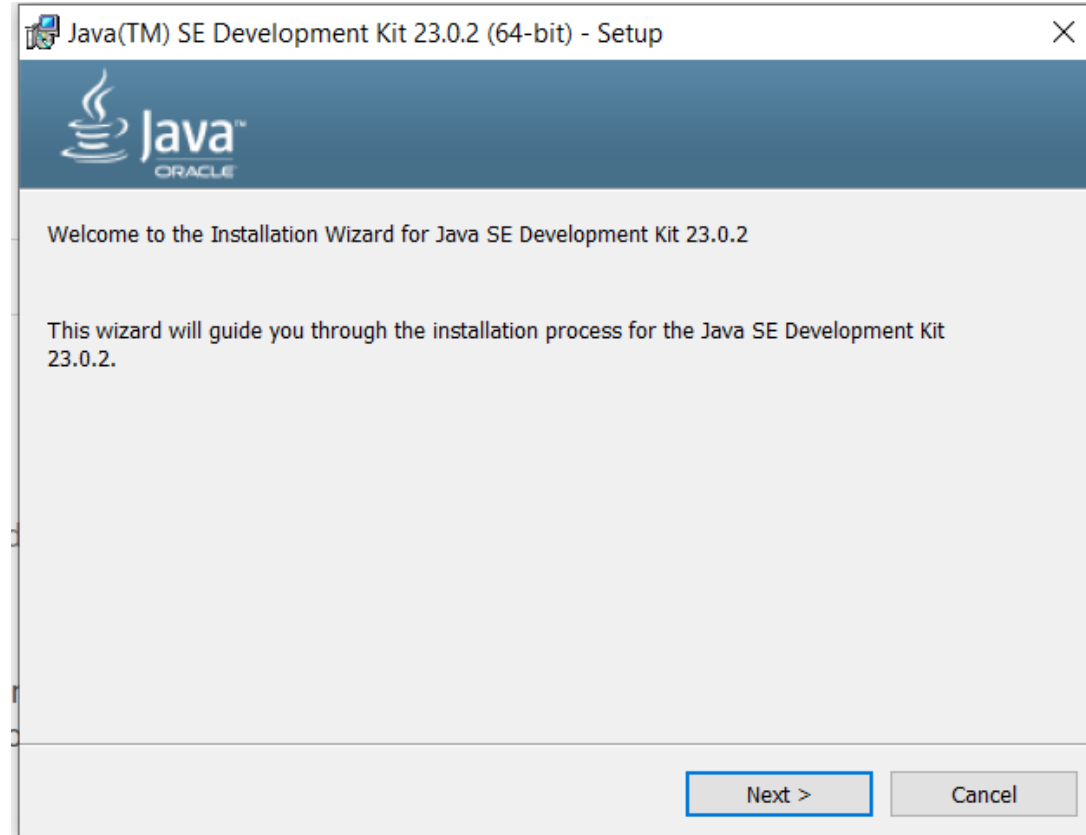 Java(TM) SE Development Kit 23.0.2 (64-bit) - Setup
Java™
ORACLE
Welcome to the Installation Wizard for Java SE Development Kit 23.0.2
This wizard will guide you through the installation process for the Java SE Development Kit
23.0.2.
Next >
Cancel